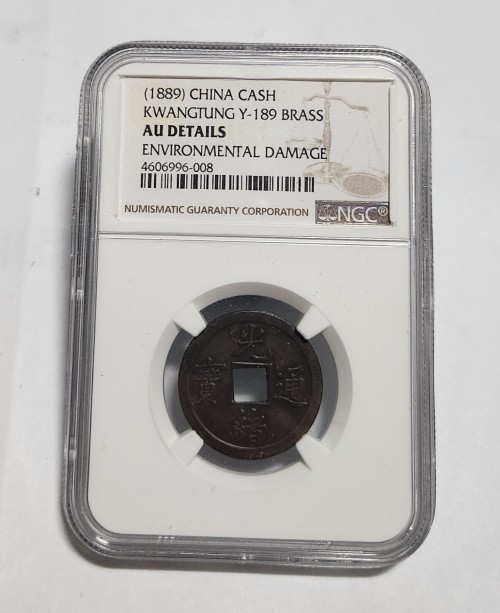 (1889) CHINA CASH
KWANGTUNG Y-189 BRASS
AU DETAILS
ENVIRONMENTAL DAMAGE
4606996-008
NUMISMATIC GUARANTY CORPORATION NGC®
光
寶 通
緒